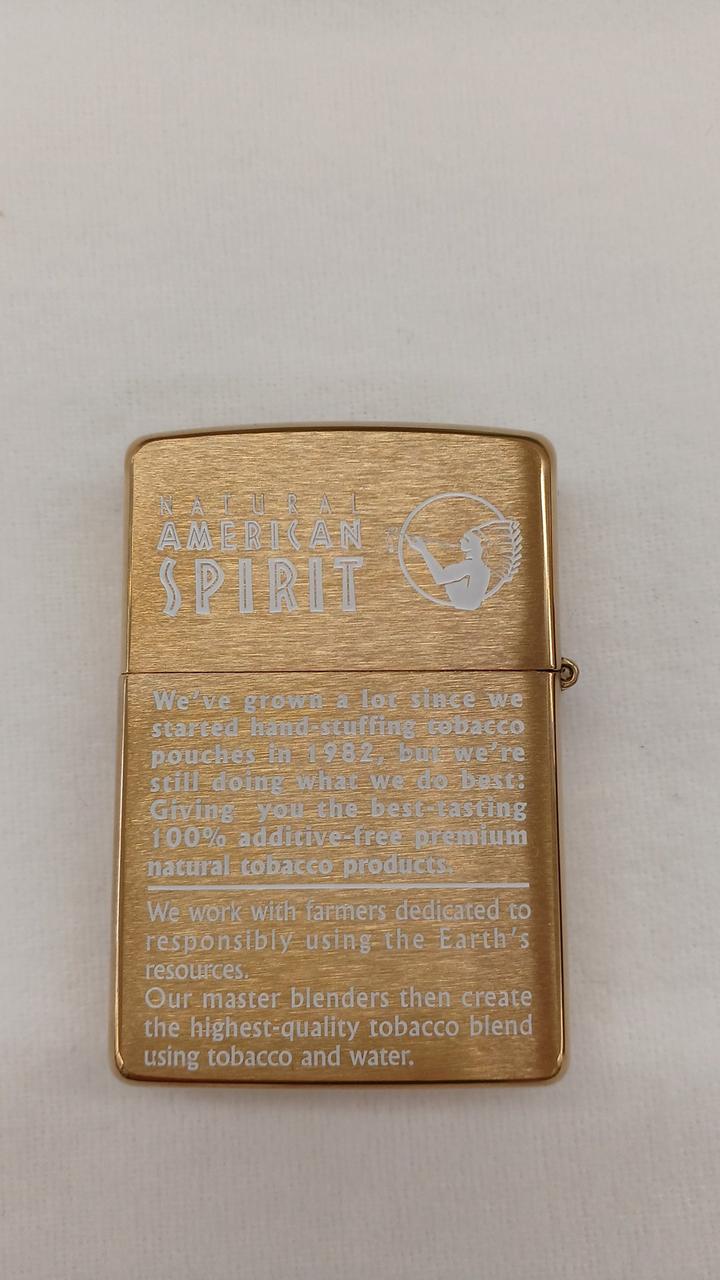 NATURAL
AMERICAN
SPIRIT
We've grown a lot since we
started hand-stuffing tobacco
pouches in 1982, but we're
still doing what we do best:
Giving you the best-tasting
100% additive-free premium
natural tobacco products.
We work with farmers dedicated to
responsibly using the Earth's
resources.
Our master blenders then create
the highest-quality tobacco blend
using tobacco and water.